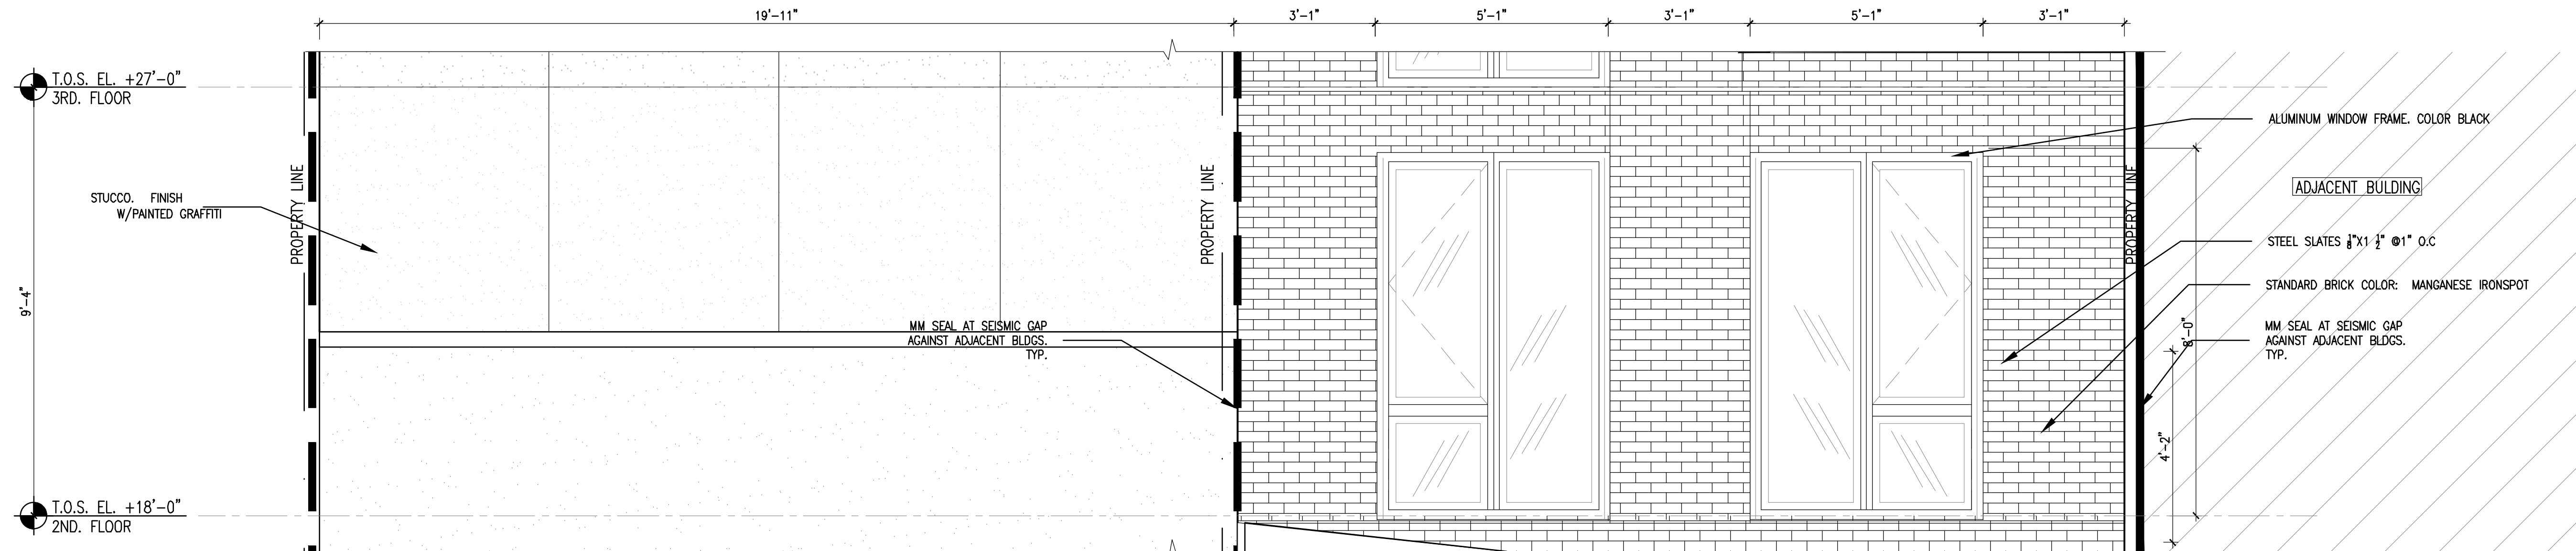 19'-11"
3'-1"
5'-1"
3'-1"
5'-1"
3'-1"
T.O.S. EL. +27'-0"
3RD. FLOOR
ALUMINUM WINDOW FRAME. COLOR BLACK
PROPERTY LINE
PROPERTY LINE
PROPERTY LINE
ADJACENT BULDING
STUCCO. FINISH
W/PAINTED GRAFFITI
STEEL SLATES 1/8"X1 1/2" @1" O.C
STANDARD BRICK COLOR: MANGANESE IRONSPOT
9'-4"
MM SEAL AT SEISMIC GAP
AGAINST ADJACENT BLDGS.
TYP.
MM SEAL AT SEISMIC GAP
AGAINST ADJACENT BLDGS.
TYP.
8'-0"
4'-2"
T.O.S. EL. +18'-0"
2ND. FLOOR